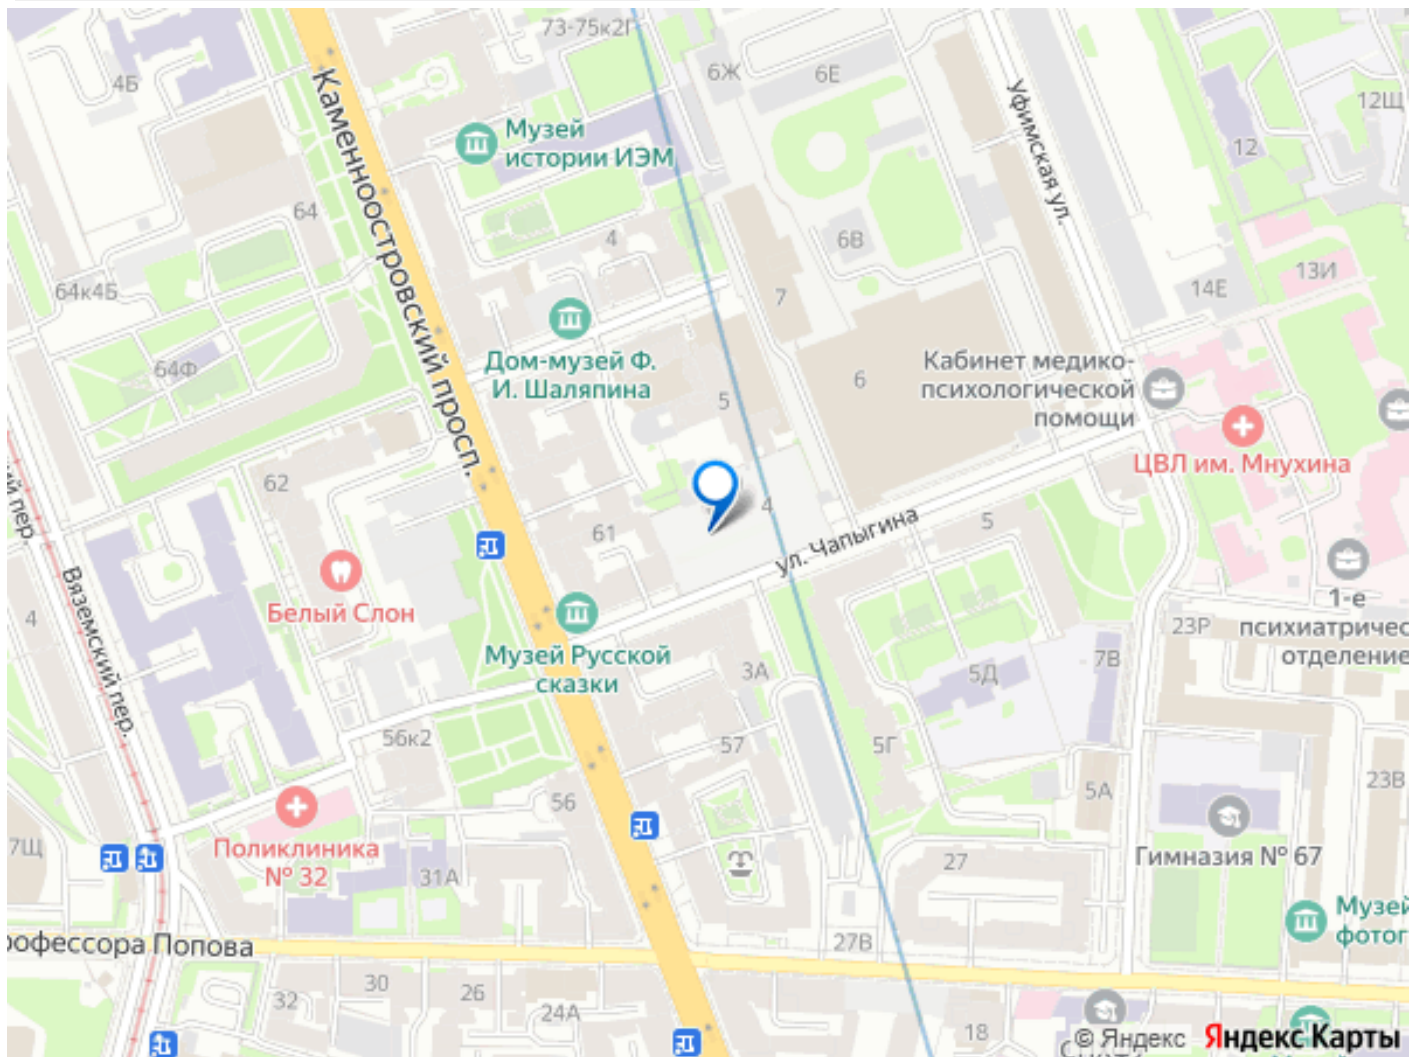 73-75к2Г
4Б
6Ж
6Е
12Щ
Каменноостровский просп.
Музей
истории ИЭМ
Уфимская ул.
12
64
4
6В
13И
64к4Б
7
14Е
Дом-музей Ф.
И. Шаляпина
64Ф
5
6
Кабинет медико-
психологической
помощи
ЦВЛ им. Мнухина
62
4
61
ул. Чапыгина
5
ий пер.
Вяземский пер.
Белый Слон
4
Музей Русской
сказки
1-е
психиатричес
отделение
23Р
3А
5Д
7В
56к2
57
5Г
23В
5А
56
7Щ
Поликлиника
№ 32
31А
27
Гимназия № 67
Музей
фотог
рофессора Попова
27В
30
32
26
24А
18
© Яндекс
Яндекс Карты